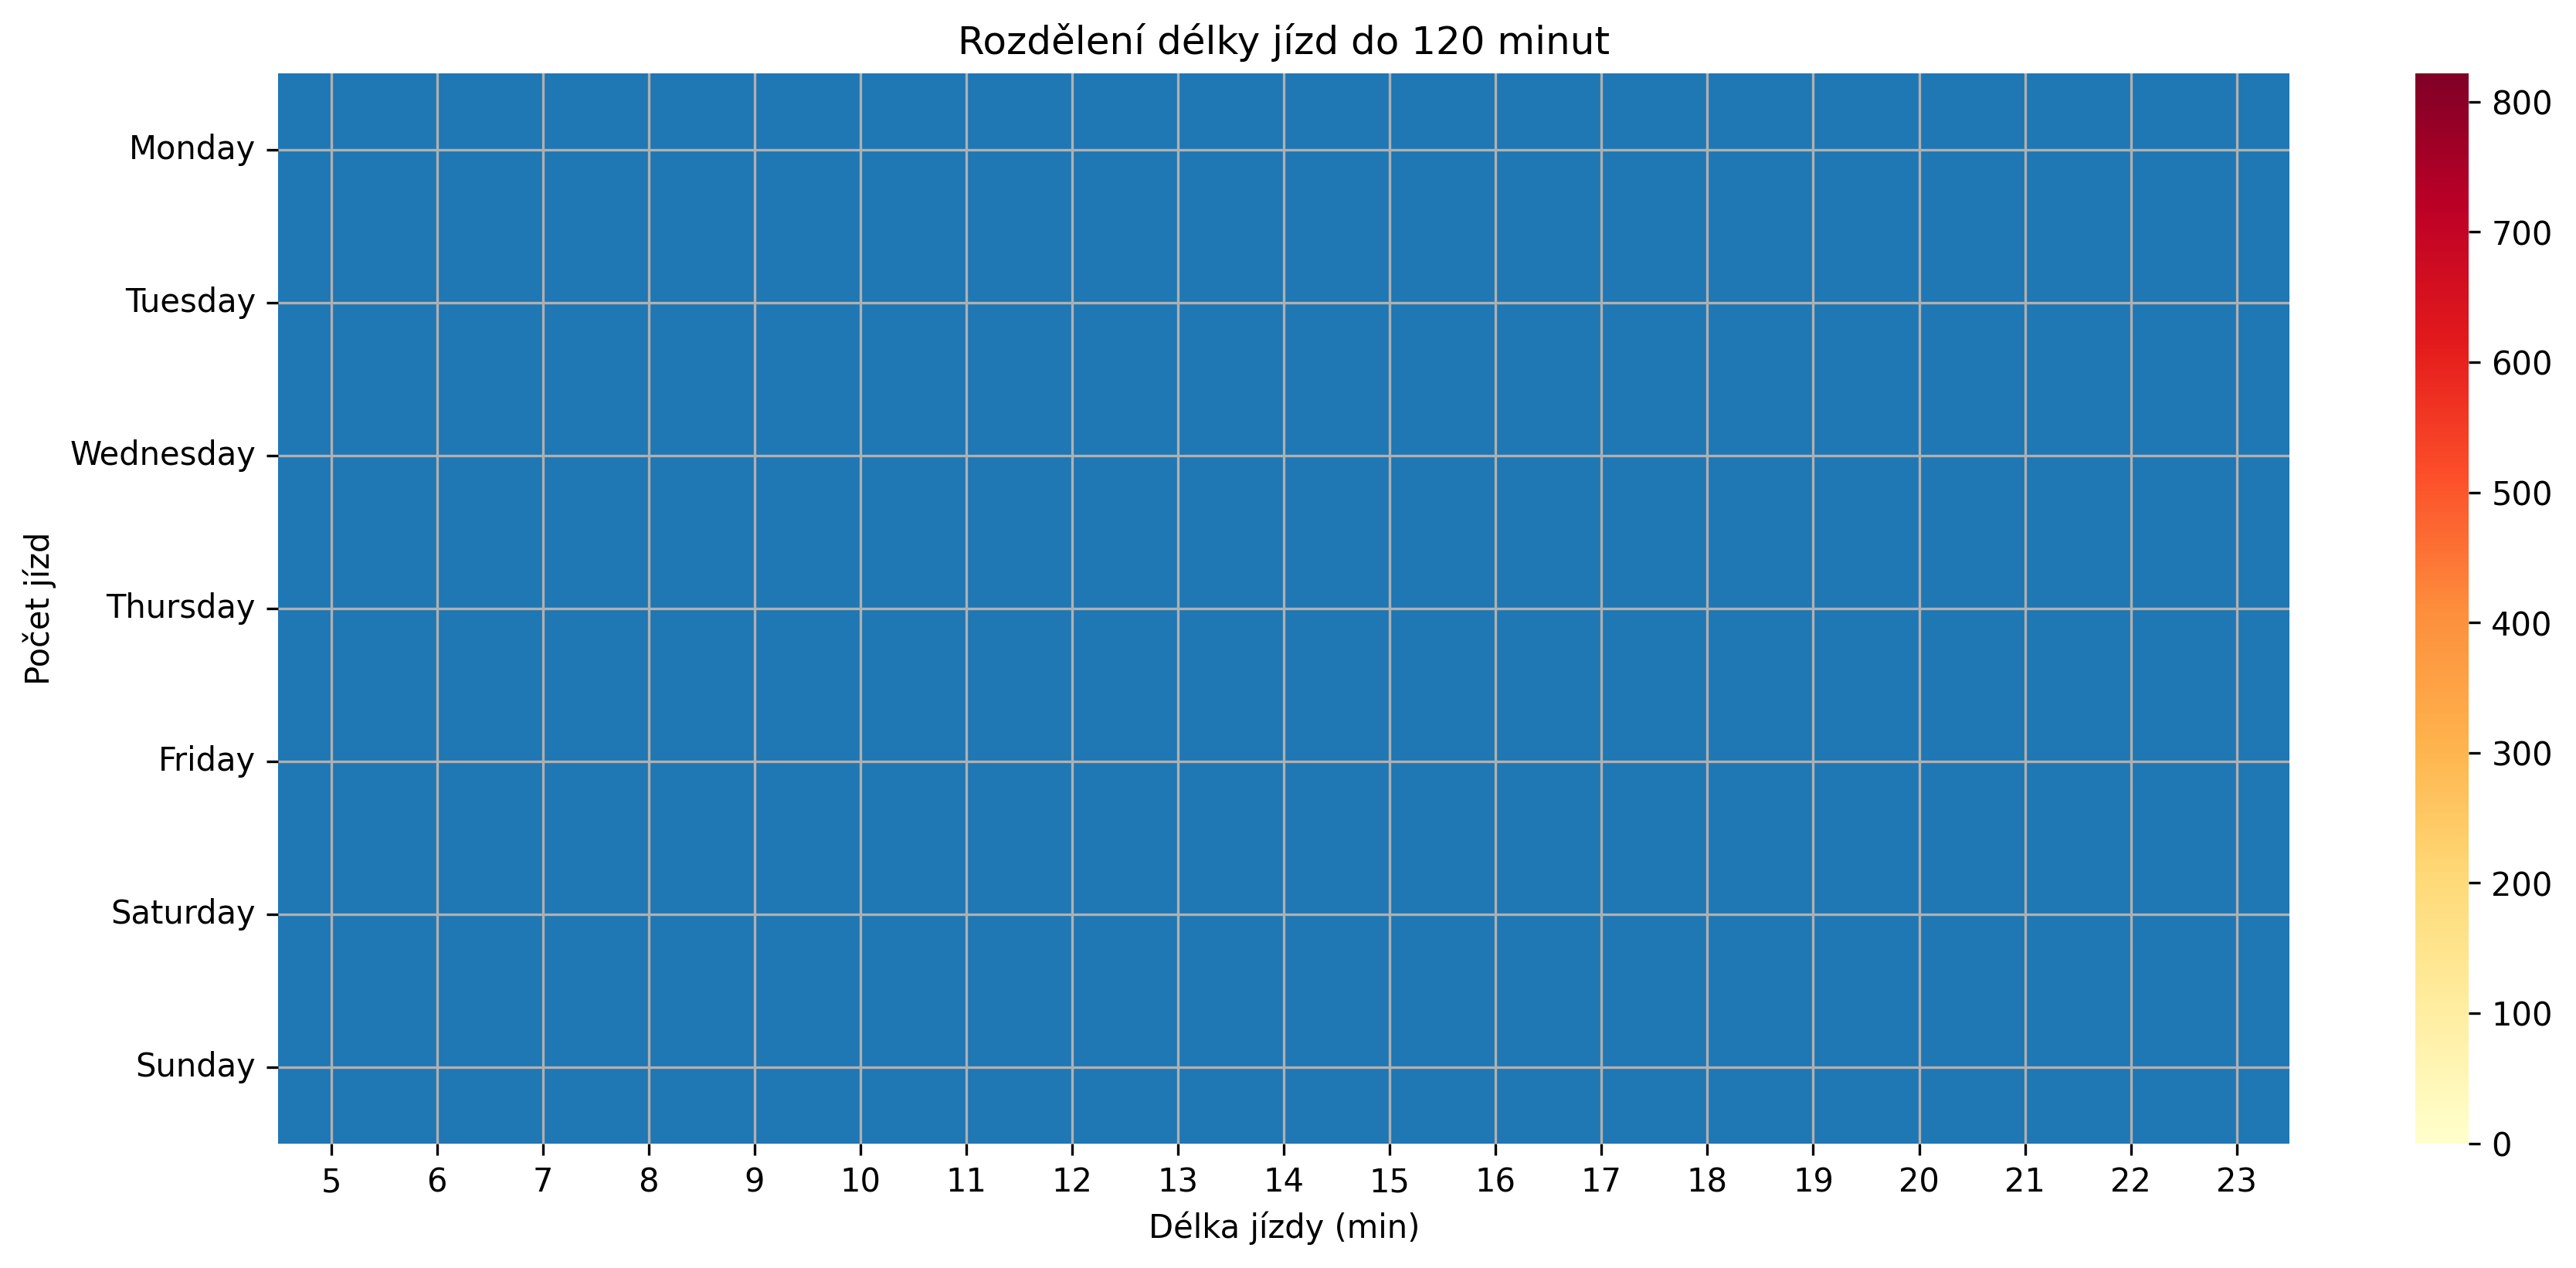 Rozdělení délky jízd do 120 minut
Počet jízd
Monday
Tuesday
Wednesday
Thursday
Friday
Saturday
Sunday
5 6 7 8 9 10 11 12 13 14 15 16 17 18 19 20 21 22 23
Délka jízdy (min)
800
700
600
500
400
300
200
100
0